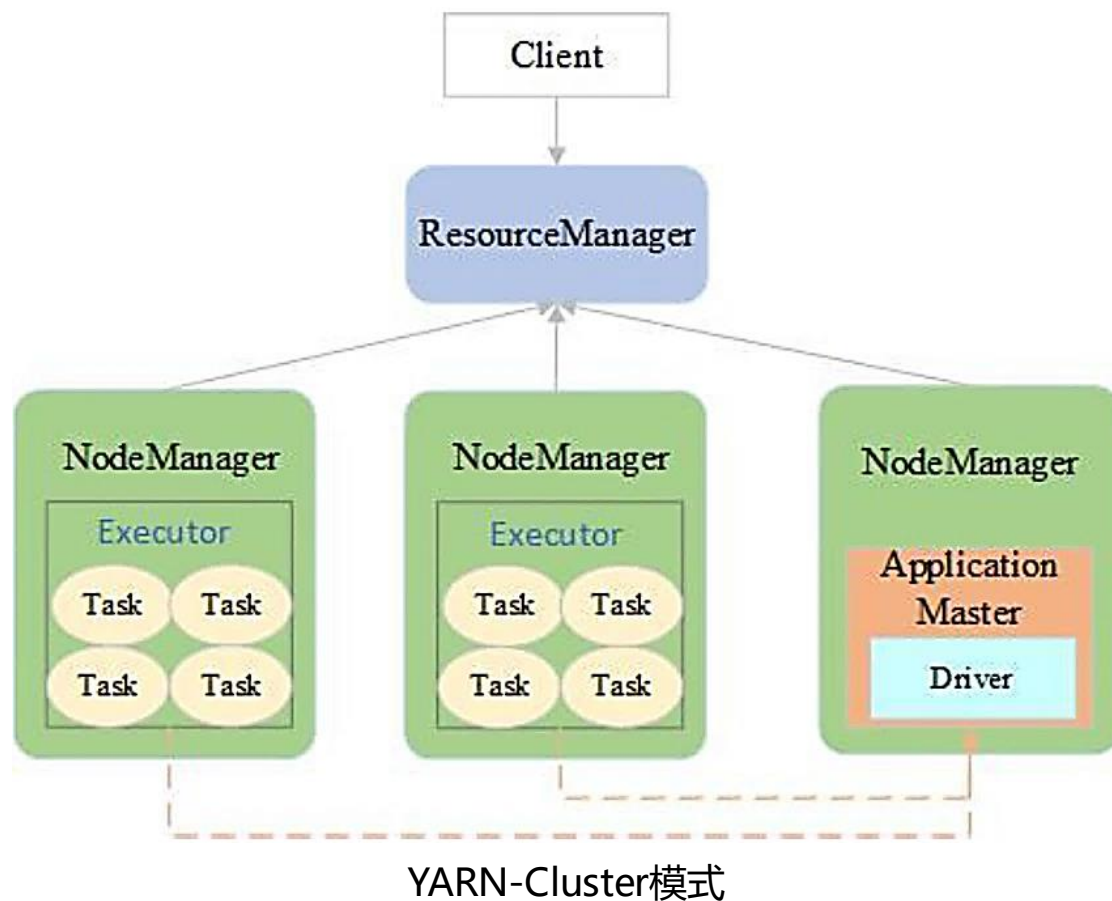 Client
ResourceManager
NodeManager
Executor
Task Task
Task Task
NodeManager
Executor
Task Task
Task Task
NodeManager
Application
Master
Driver
YARN-Cluster模式